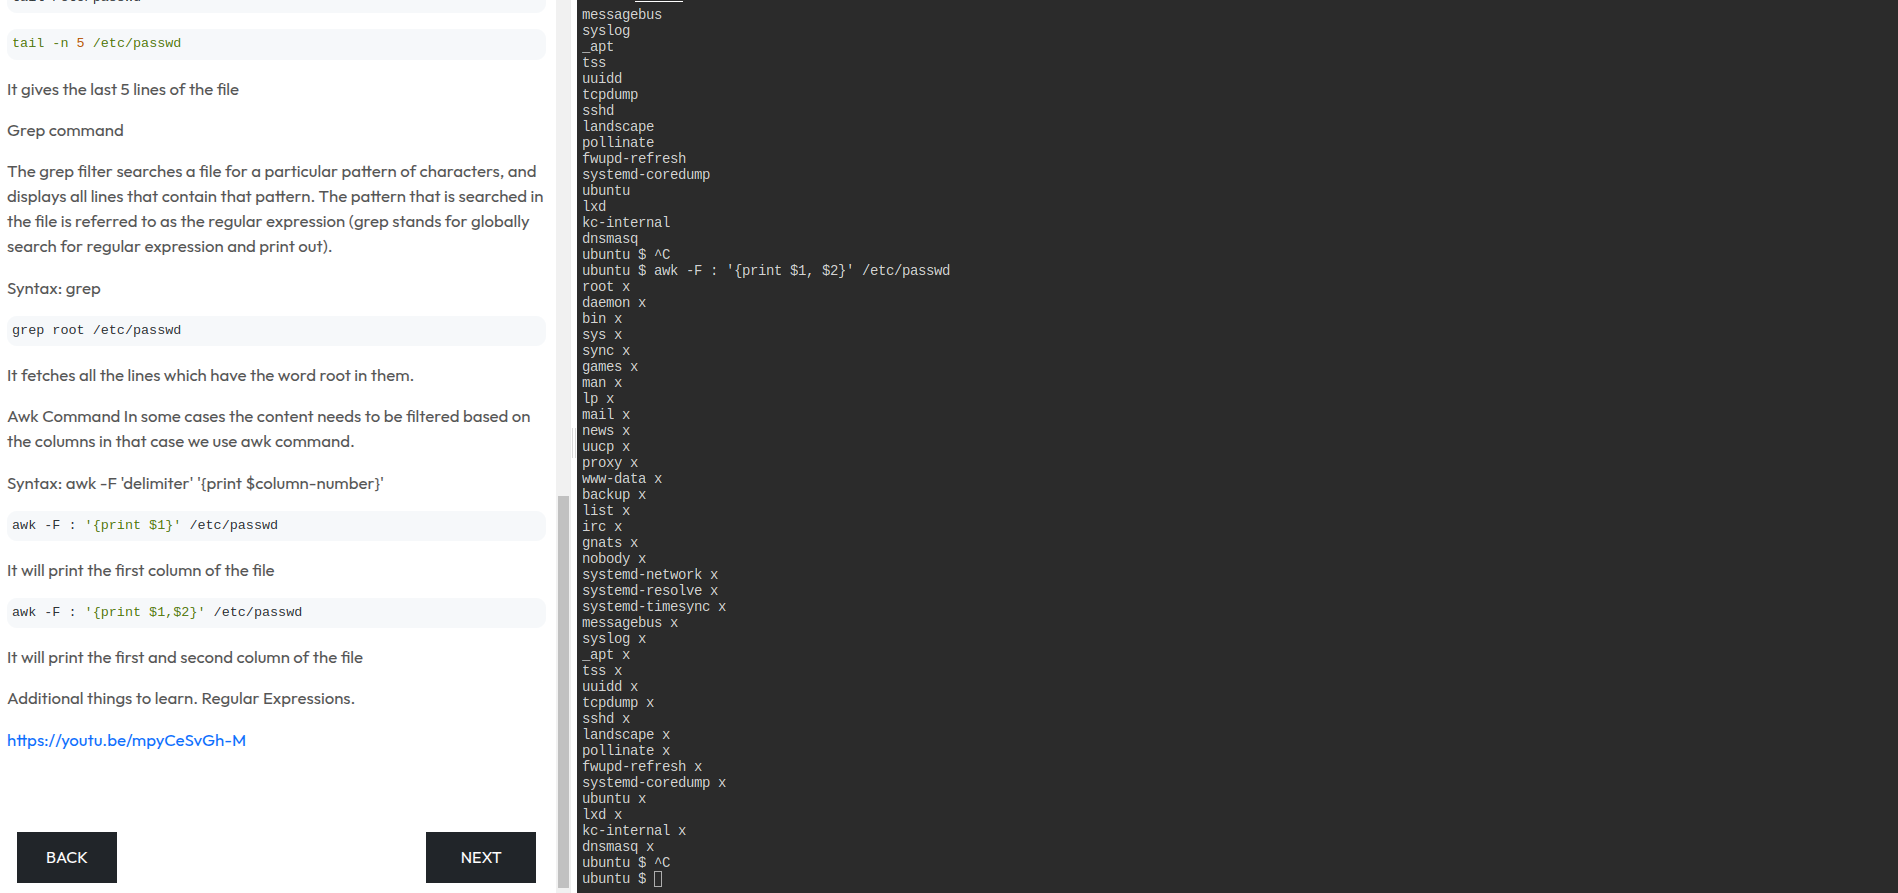 tail -n 5 /etc/passwd
It gives the last 5 lines of the file
Grep command
The grep filter searches a file for a particular pattern of characters, and
displays all lines that contain that pattern. The pattern that is searched in
the file is referred to as the regular expression (grep stands for globally
search for regular expression and print out).
Syntax: grep
grep root /etc/passwd
It fetches all the lines which have the word root in them.
Awk Command In some cases the content needs to be filtered based on
the columns in that case we use awk command.
Syntax: awk -F 'delimiter' '{print $column-number}'
awk -F : '{print $1}' /etc/passwd
It will print the first column of the file
awk -F : '{print $1,$2}' /etc/passwd
It will print the first and second column of the file
Additional things to learn. Regular Expressions.
https://youtu.be/mpyCeSvGh-M
BACK
NEXT
messagebus
syslog
_apt
tss
uuidd
tcpdump
sshd
landscape
pollinate
fwupd-refresh
systemd-coredump
ubuntu
lxd
kc-internal
dnsmasq
ubuntu $ ^C
ubuntu $ awk -F : '{print $1, $2}' /etc/passwd
root x
daemon x
bin x
sys x
sync x
games x
man x
lp x
mail x
news x
uucp x
proxy x
www-data x
backup x
list x
irc x
gnats x
nobody x
systemd-network x
systemd-resolve x
systemd-timesync x
messagebus x
syslog x
_apt x
tss x
uuidd x
tcpdump x
sshd x
landscape x
pollinate x
fwupd-refresh x
systemd-coredump x
ubuntu x
lxd x
kc-internal x
dnsmasq x
ubuntu $ ^C
ubuntu $